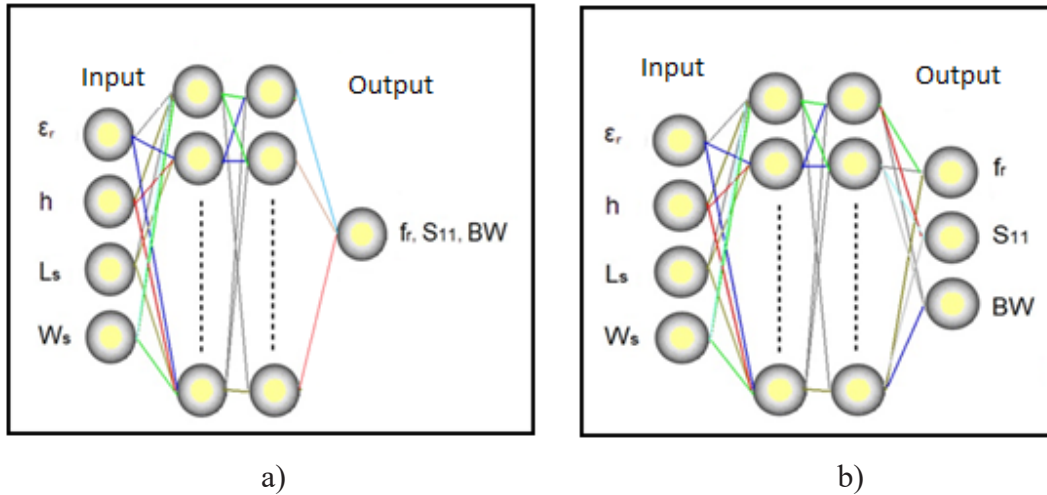 Input
Output
εᵣ
h
Lₛ
Wₛ
fᵣ, S₁₁, BW
a)
Input
Output
εᵣ
h
Lₛ
Wₛ
fᵣ
S₁₁
BW
b)